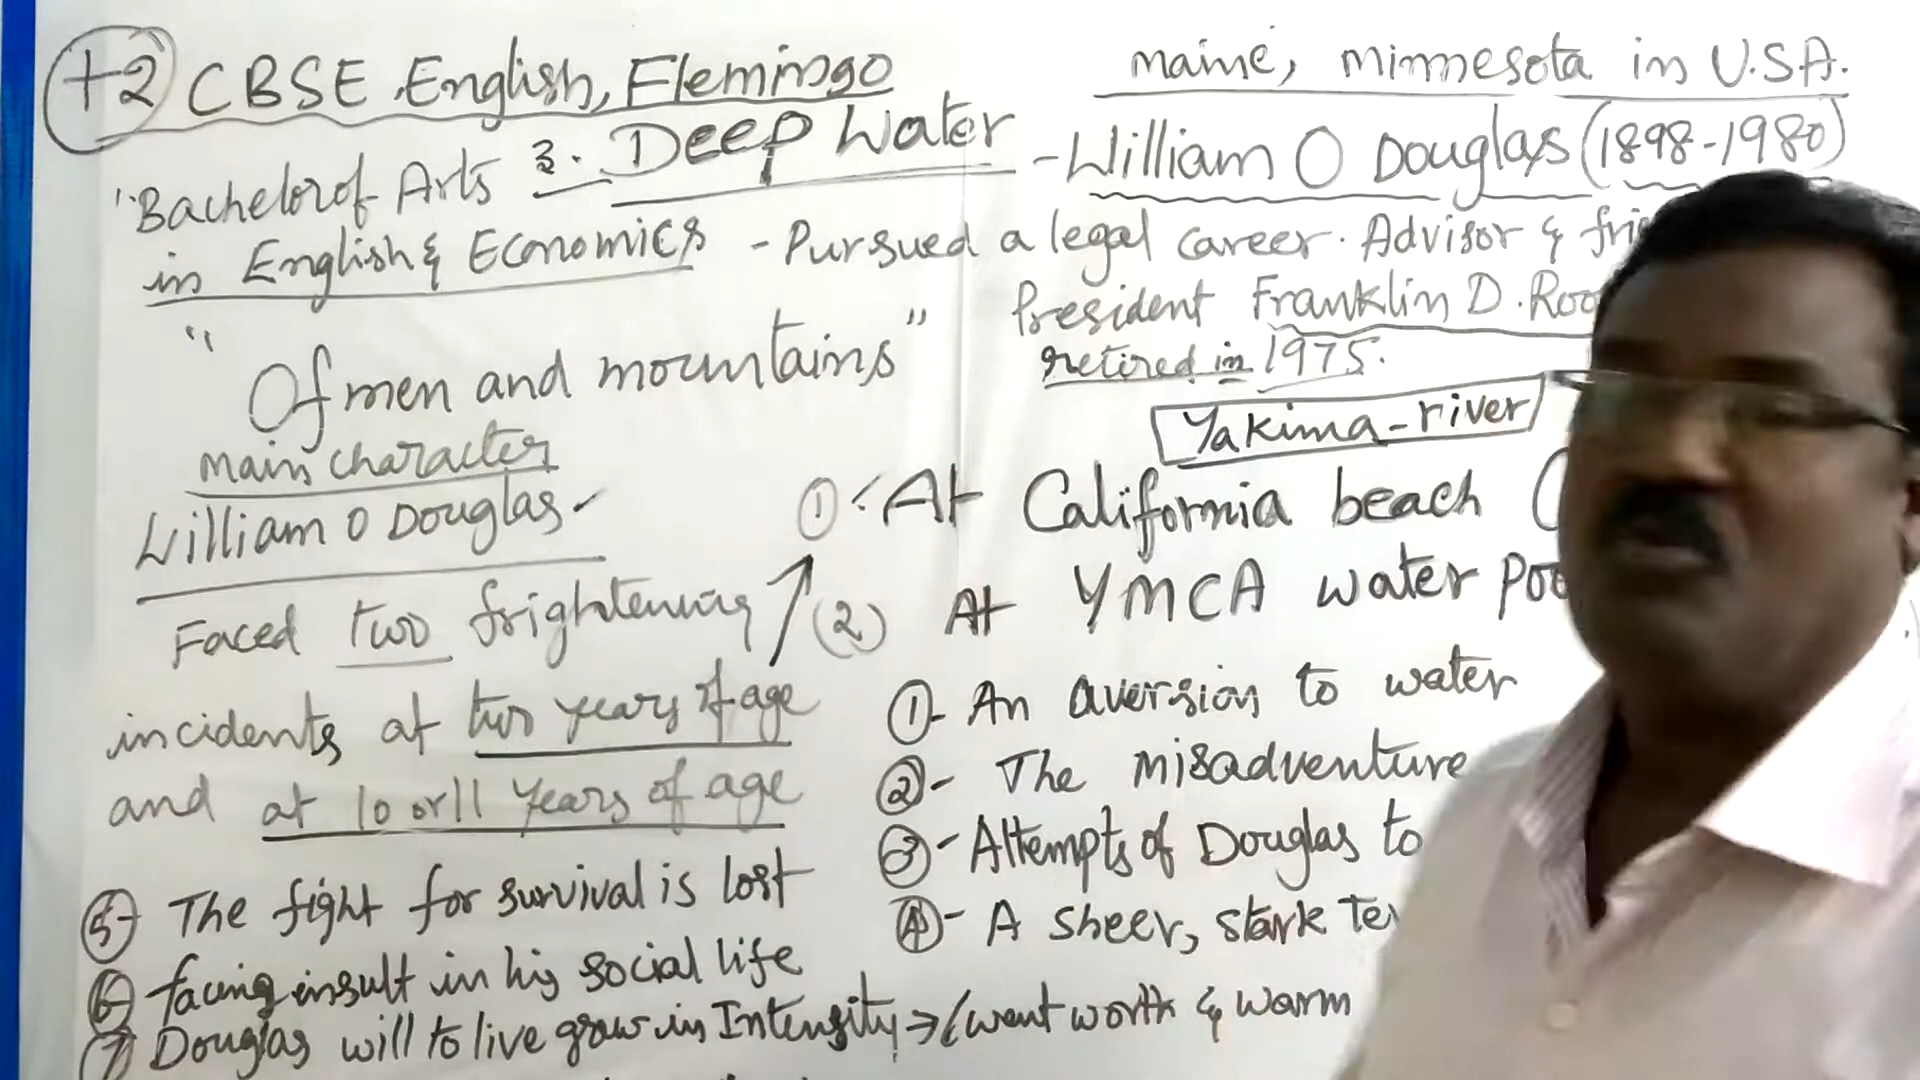 +2 CBSE English, Flemingo
maine, minnesota in U.S.A.
3. Deep Water - William O Douglas (1898-1980)
"Bachelor of Arts
in English & Economics - Pursued a legal career. Advisor &
President Franklin D.
retired in 1975.
"Of men and mountains"
Yakima-river
main character
William O Douglas
① At California beach (
② At YMCA water
Faced two frightening
incidents at two years of age
and at 10 or 11 years of age
①- An aversion to water
②- The misadventure
③- Attempts of Douglas to
④- A sheer, stark
⑤ The fight for survival is lost
⑥ facing insult in his social life
⑦ Douglas will to live grow in Intensity → (went worth & warm